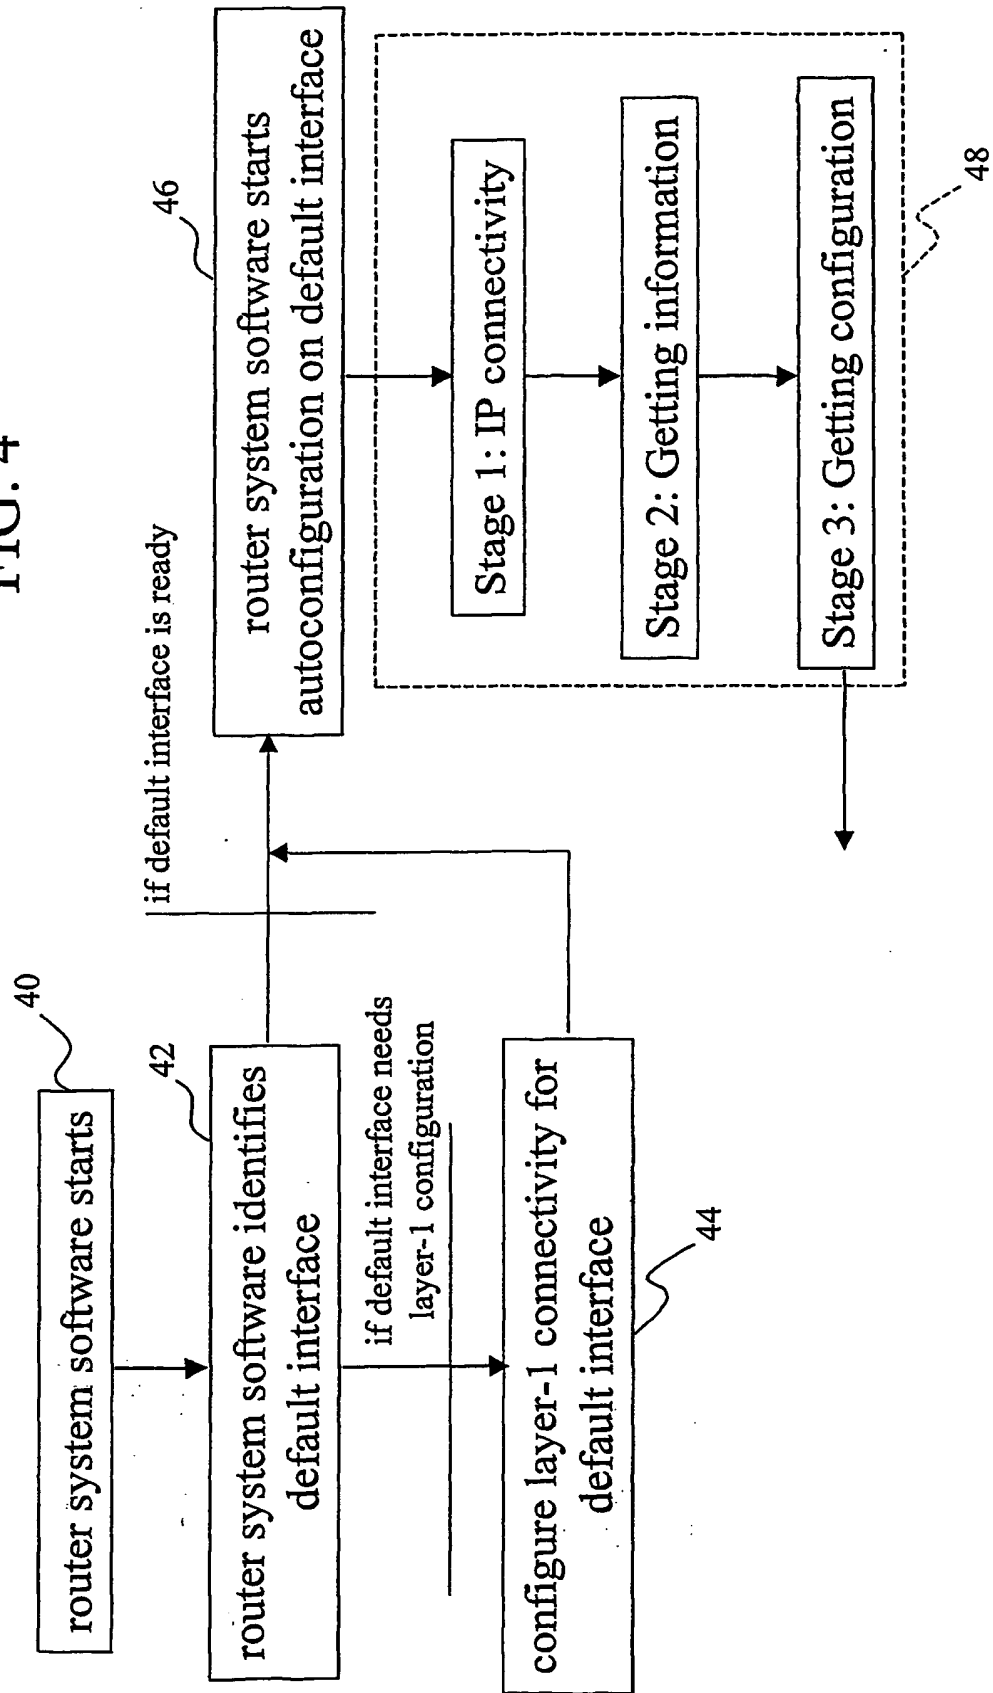 FIG. 4
40
router system software starts
42
router system software identifies
default interface
if default interface needs
layer-1 configuration
configure layer-1 connectivity for
default interface
44
if default interface is ready
46
router system software starts
autoconfiguration on default interface
Stage 1: IP connectivity
Stage 2: Getting information
Stage 3: Getting configuration
48